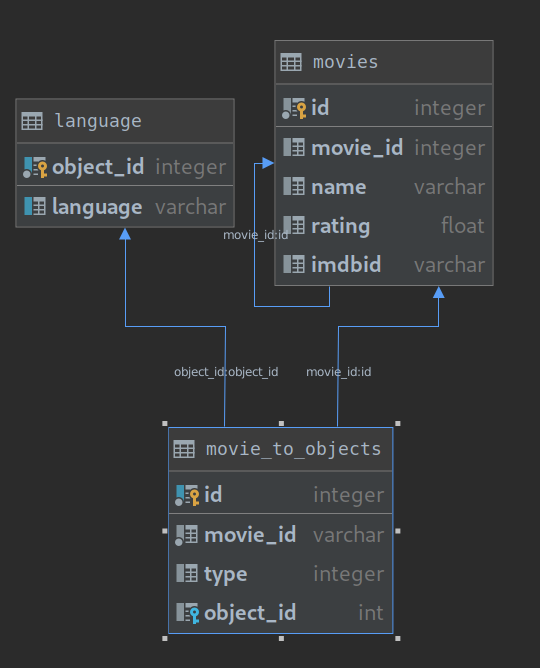 movies
id integer
movie_id integer
name varchar
rating float
imdbid varchar
language
object_id integer
language varchar
movie_id:id
object_id:object_id
movie_id:id
movie_to_objects
id integer
movie_id varchar
type integer
object_id int